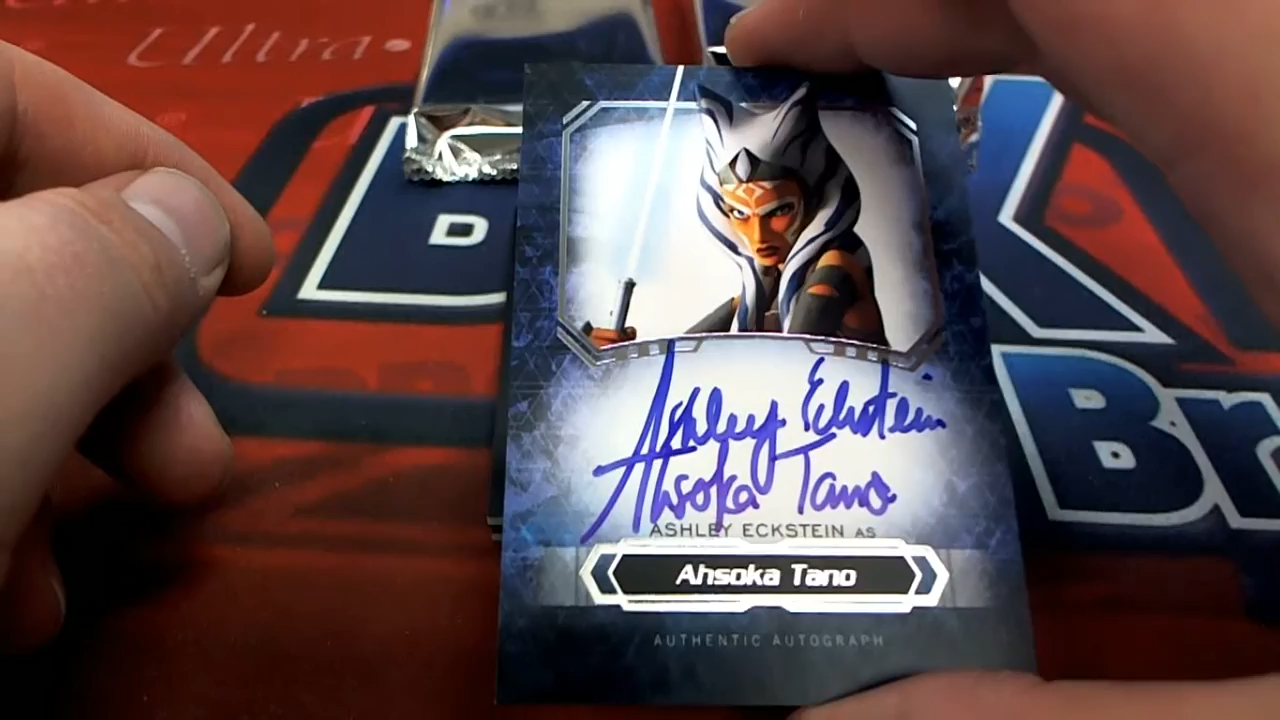 Ultra
D
Br
Ashley Eckstein
Ahsoka Tano
ASHLEY ECKSTEIN AS
Ahsoka Tano
AUTHENTIC AUTOGRAPH